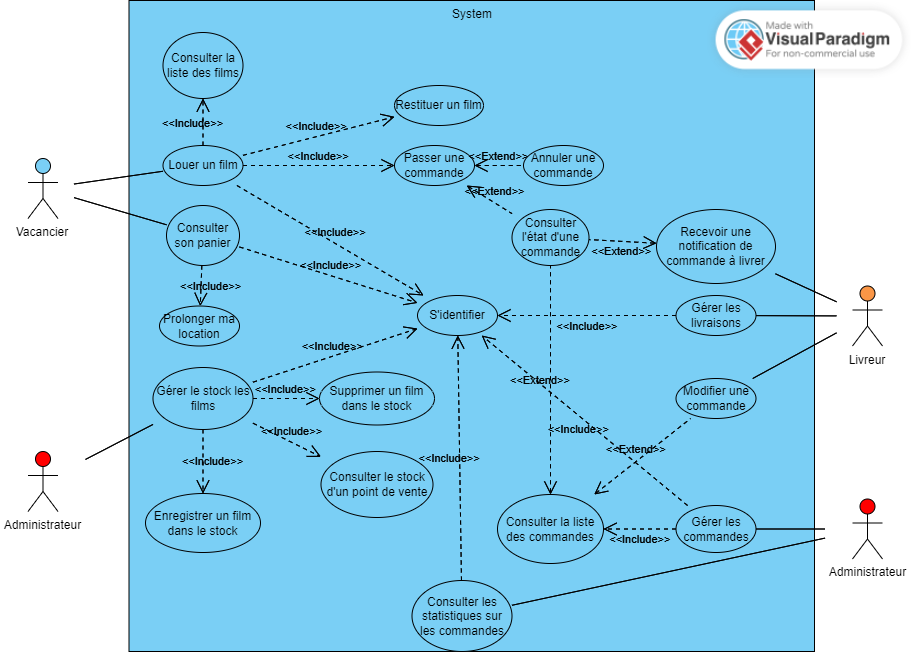 System
Made with
Visual Paradigm
For non-commercial use
Consulter la
liste des films
<<Include>>
Restituer un film
<<Include>>
Louer un film
<<Include>>
Passer une
commande
<<Extend>>
Annuler une
commande
<<Extend>>
Vacancier
Consulter
son panier
<<Include>>
<<Include>>
<<Include>>
Prolonger ma
location
Consulter
l'état d'une
commande
<<Extend>>
Recevoir une
notification de
commande à livrer
S'identifier
<<Include>>
Gérer les
livraisons
Livreur
<<Include>>
Gérer le stock les
films
<<Include>>
Supprimer un film
dans le stock
<<Extend>>
Modifier une
commande
<<Include>>
<<Include>>
<<Extend>>
<<Include>>
<<Include>>
Consulter le stock
d'un point de vente
Administrateur
Enregistrer un film
dans le stock
Consulter la liste
des commandes
<<Include>>
Gérer les
commandes
Administrateur
Consulter les
statistiques sur
les commandes